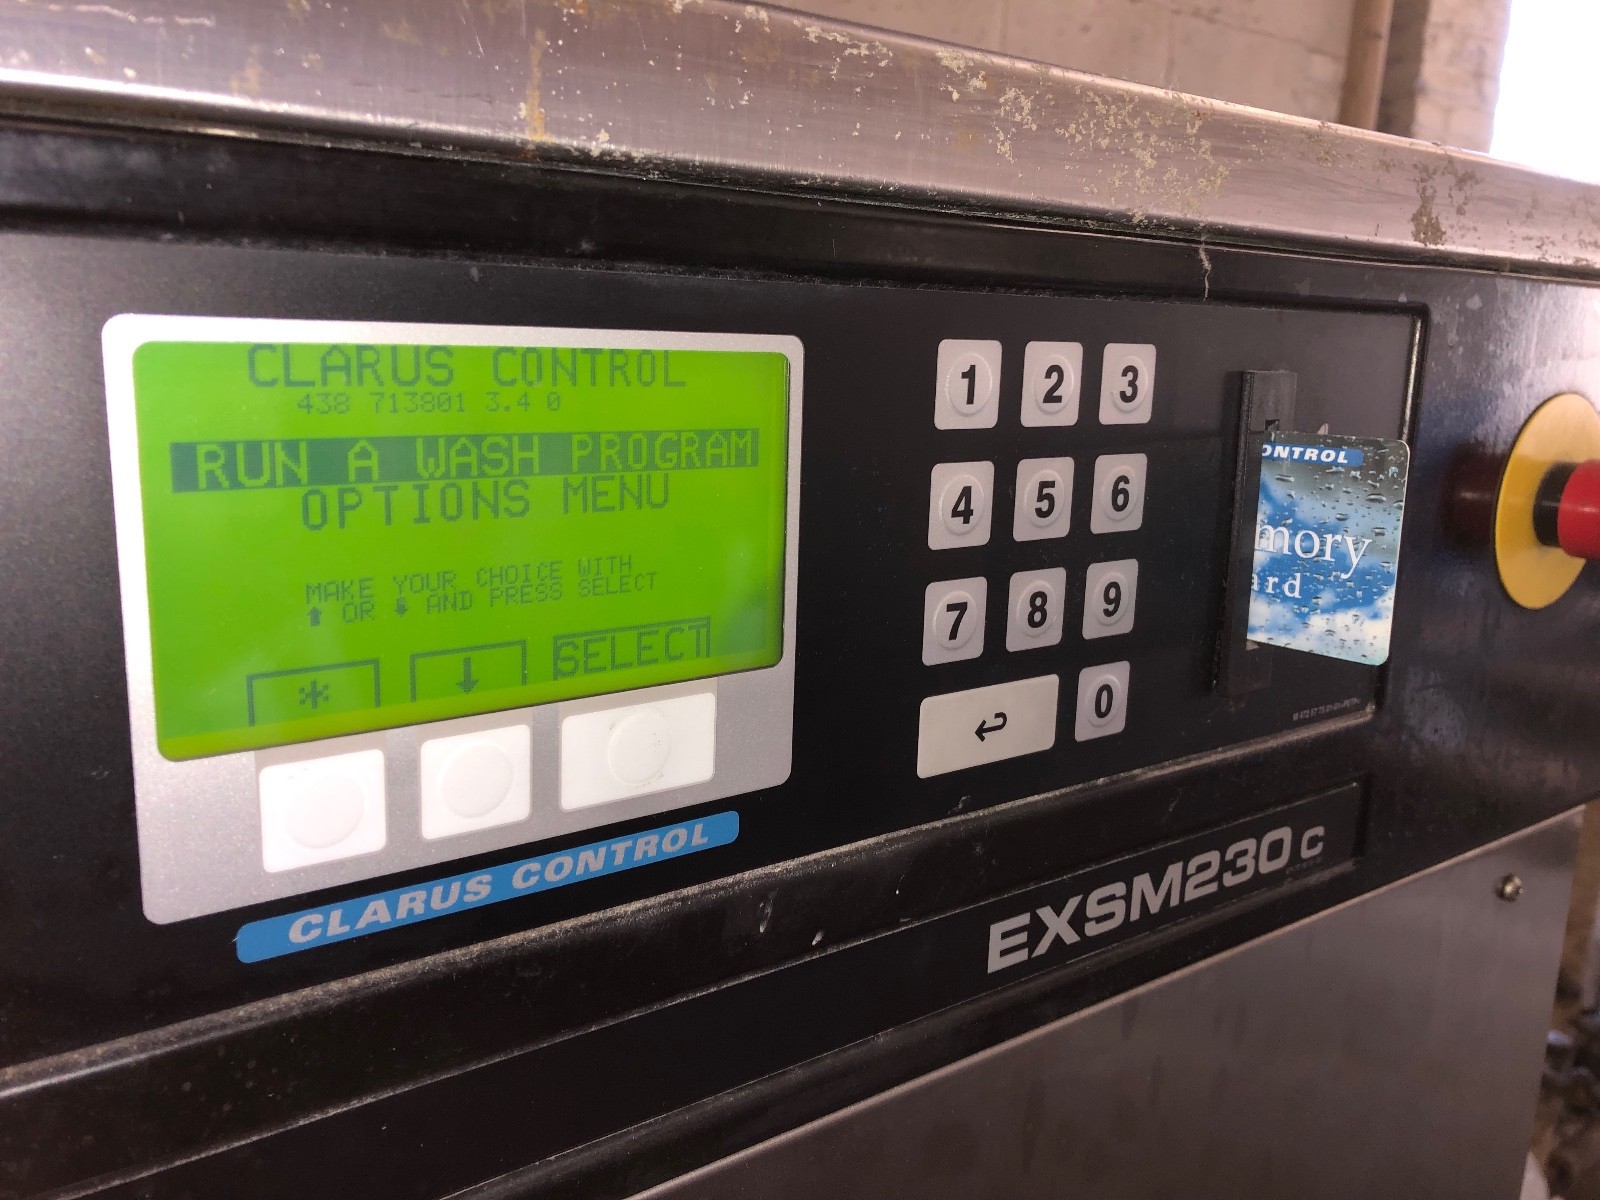 CLARUS CONTROL
438 713801 3.4 0
RUN A WASH PROGRAM
OPTIONS MENU
MAKE YOUR CHOICE WITH
↑ OR ↓ AND PRESS SELECT
* ↓ SELECT
CLARUS CONTROL
1 2 3
4 5 6
7 8 9
↵ 0
ONTROL
mory
ard
EXSM230 C